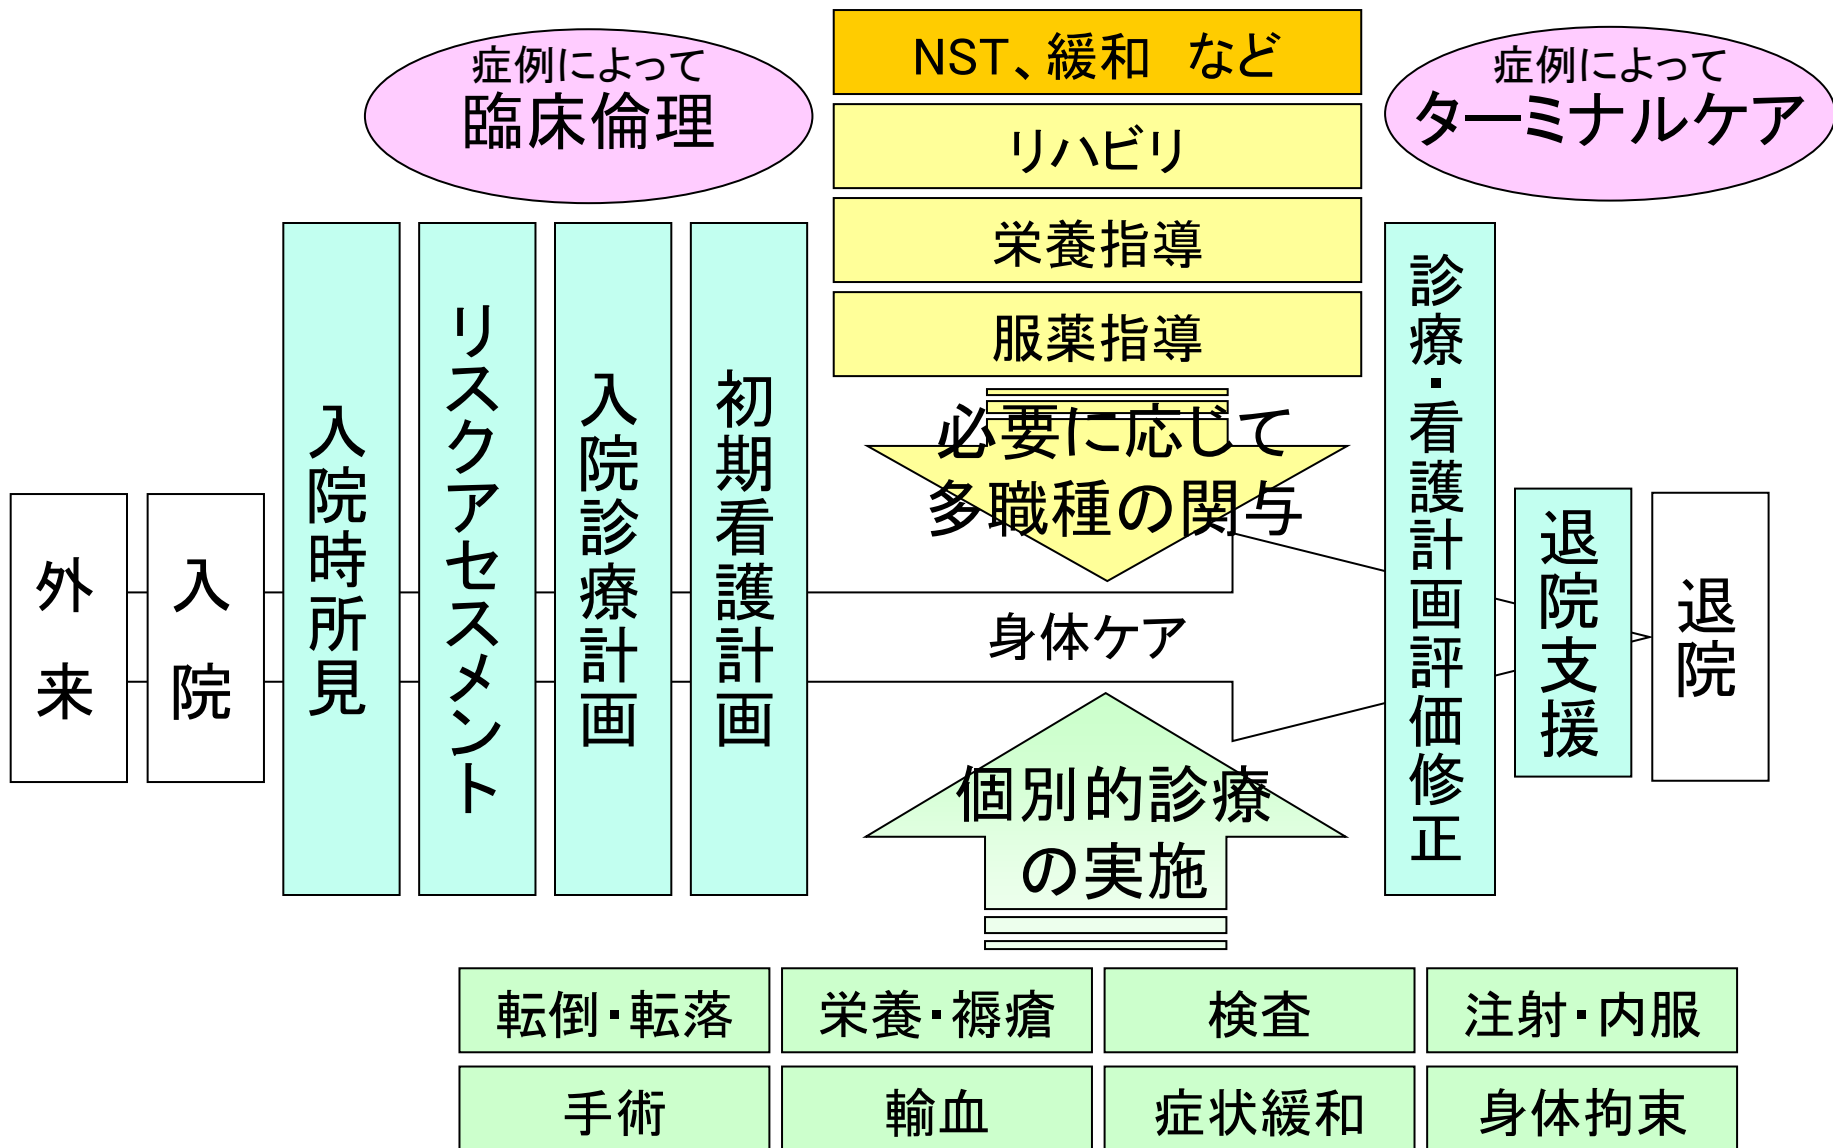 症例によって
臨床倫理
NST、緩和　など
リハビリ
栄養指導
服薬指導
症例によって
ターミナルケア
外来
入院
入院時所見
リスクアセスメント
入院診療計画
初期看護計画
必要に応じて
多職種の関与
身体ケア
個別的診療
の実施
診療・看護計画評価修正
退院支援
退院
転倒・転落
栄養・褥瘡
検査
注射・内服
手術
輸血
症状緩和
身体拘束